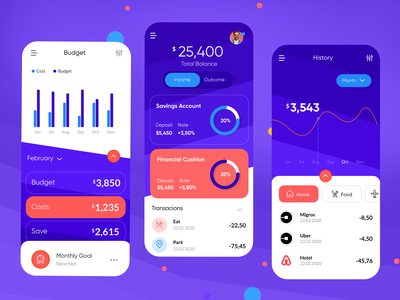 Budget
Cost
Budget
Jun
Jul
Aug
Sep
Oct
Nov
February
Budget
$3,850
Costs
$1,235
Save
$2,615
Monthly Goal
Reached
$25,400
Total Balance
Income
Outcome
Savings Account
Deposit
Rate
$5,450
+3,50%
20%
Financial Cushion
Deposit
Rate
$5,450
+3,50%
20%
Transacions
Eat
22.02.2020
-22,50
Park
22.02.2020
-75,45
History
Month
$3,543
Jun
Jul
Aug
Sep
Oct
Nov
Home
Food
Migros
22.02.2020
-8,50
Uber
22.02.2020
-4,50
Hotel
22.02.2020
-45,76